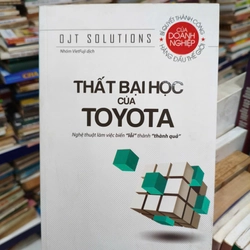 OJT SOLUTIONS
Nhóm VietFuji dịch
BÍ QUYẾT THÀNH CÔNG
CỦA
DOANH
NGHIỆP
HÀNG ĐẦU THẾ GIỚI
THẤT BẠI HỌC
CỦA
TOYOTA
Nghệ thuật làm việc biến "lỗi" thành "thành quả"